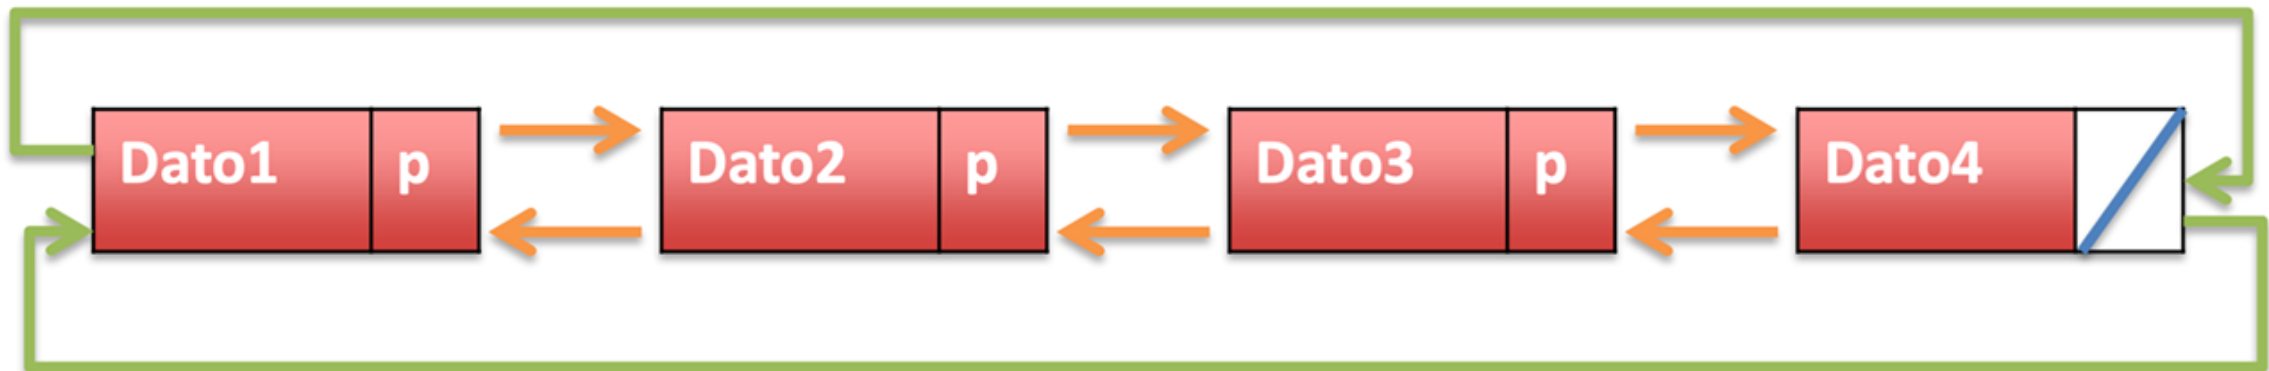 Dato1 p Dato2 p Dato3 p Dato4